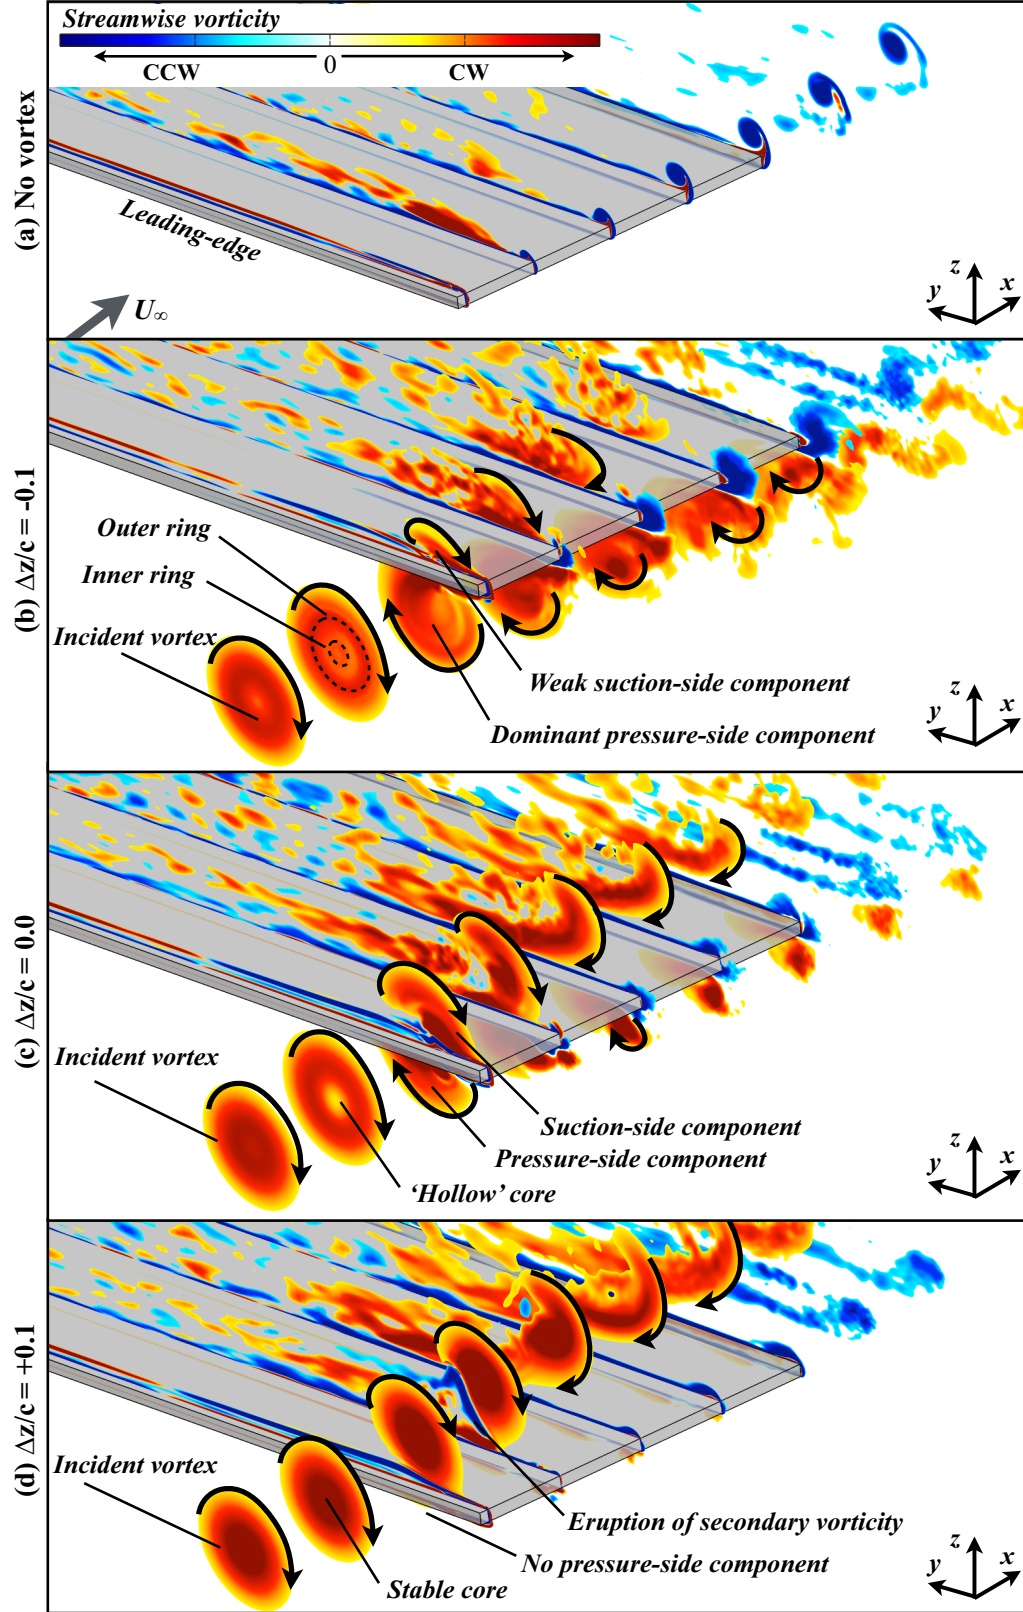 (a) No vortex
Streamwise vorticity
CCW 0 CW
Leading-edge
U∞
z
y x
(b) Δz/c = -0.1
Outer ring
Inner ring
Incident vortex
Weak suction-side component
Dominant pressure-side component
z
y x
(c) Δz/c = 0.0
Incident vortex
Suction-side component
Pressure-side component
‘Hollow’ core
z
y x
(d) Δz/c = +0.1
Incident vortex
Eruption of secondary vorticity
No pressure-side component
Stable core
z
y x